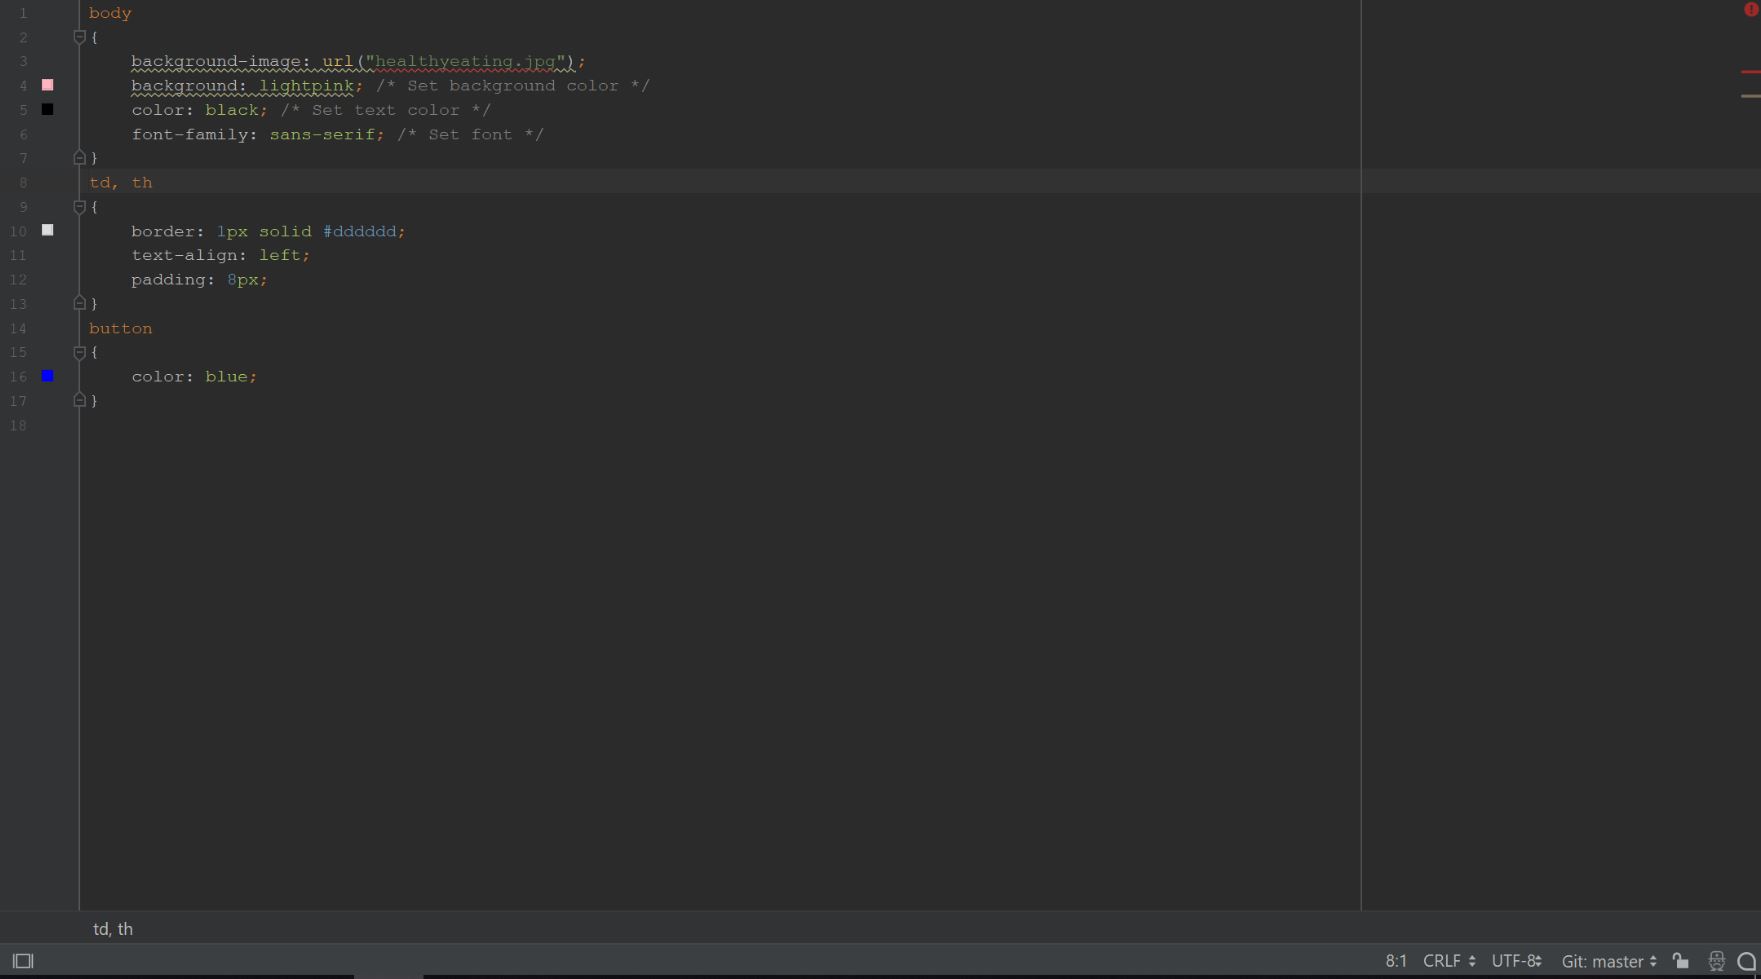 1 body
2 {
3 background-image: url("healthyeating.jpg");
4 background: lightpink; /* Set background color */
5 color: black; /* Set text color */
6 font-family: sans-serif; /* Set font */
7 }
8 td, th
9 {
10 border: 1px solid #dddddd;
11 text-align: left;
12 padding: 8px;
13 }
14 button
15 {
16 color: blue;
17 }
18
td, th
8:1 CRLF UTF-8 Git: master